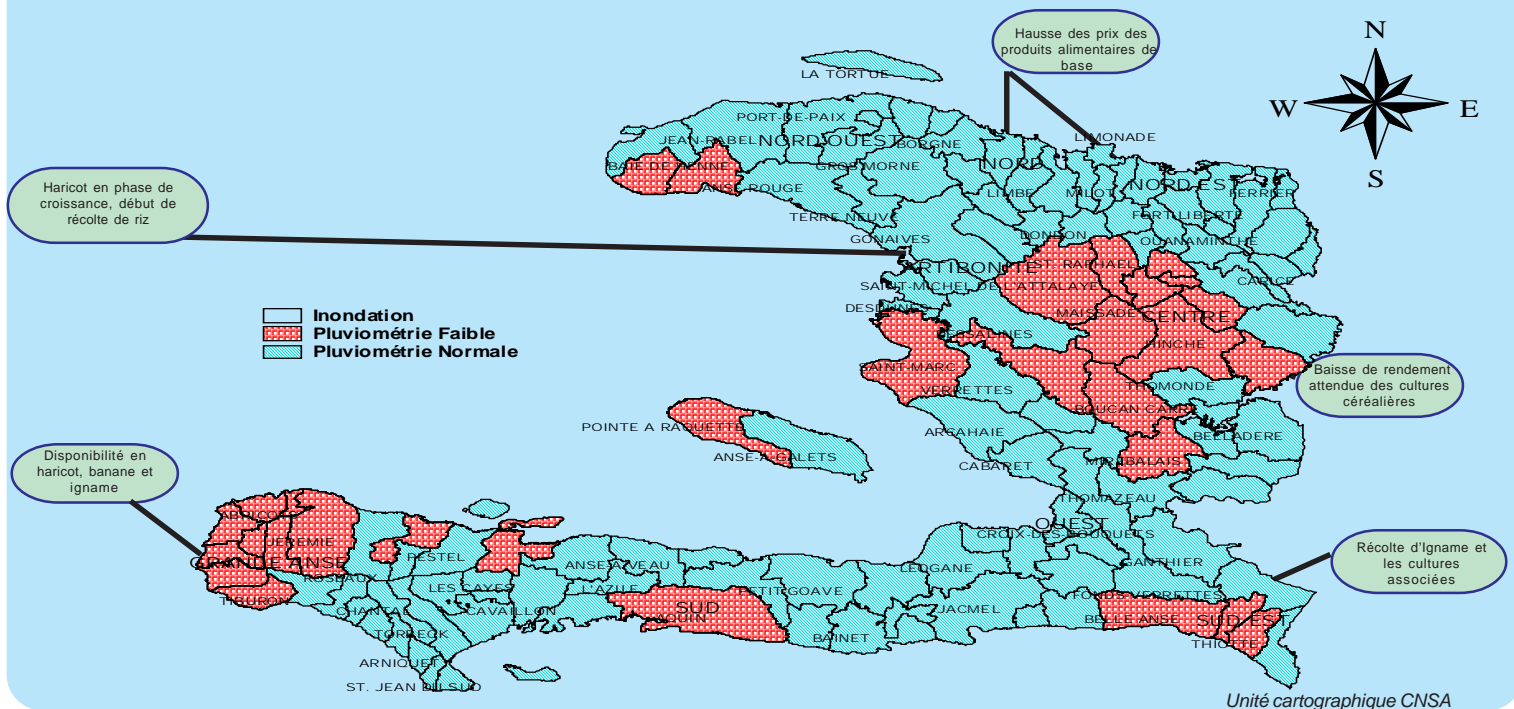 Hausse des prix des
produits alimentaires de
base
N
W
E
S
LA TORTUE
PORT-DE-PAIX
JEAN-RABEL
NORD-OUEST
BORGNE
LIMONADE
NORD
BAIE DE HENNE
GROS MORNE
ANSE ROUGE
LIMBE
MILOT
NORD EST
FERRIER
TERRE NEUVE
FORT LIBERTE
GONAIVES
LONDON
OUANAMINTHE
Haricot en phase de
croissance, début de
récolte de riz
ARTIBONITE
ST. RAPHAEL
CARICE
SAINT-MICHEL DE L'ATTALAYE
DESDUNES
MAISSADE
CENTRE
DESSALINES
HINCHE
Inondation
Pluviométrie Faible
Pluviométrie Normale
SAINT-MARC
VERRETTES
THOMONDE
BOUCAN CARRE
Baisse de rendement
attendue des cultures
céréalières
POINTE A RAQUETTE
ARCAHAIE
BELLADERE
ANSE-A-GALETS
CABARET
MIREBALAIS
Disponibilité en
haricot, banane et
igname
THOMAZEAU
OUEST
CROIX-DES-BOUQUETS
ABRICOTS
JEREMIE
GRANDE ANSE
PESTEL
ROSEAUX
ANSE-A-VEAU
LEOGANE
GANTHIER
Récolte d'Igname et
les cultures
associées
TIBURON
LES CAYES
L'AZILE
PETIT GOAVE
FONDS-VERRETTES
CHANTAL
CAVAILLON
SUD
AQUIN
JACMEL
BELLE ANSE
SUD EST
TORBECK
BAINET
THIOTTE
ARNIQUET
ST. JEAN DU SUD
Unité cartographique CNSA